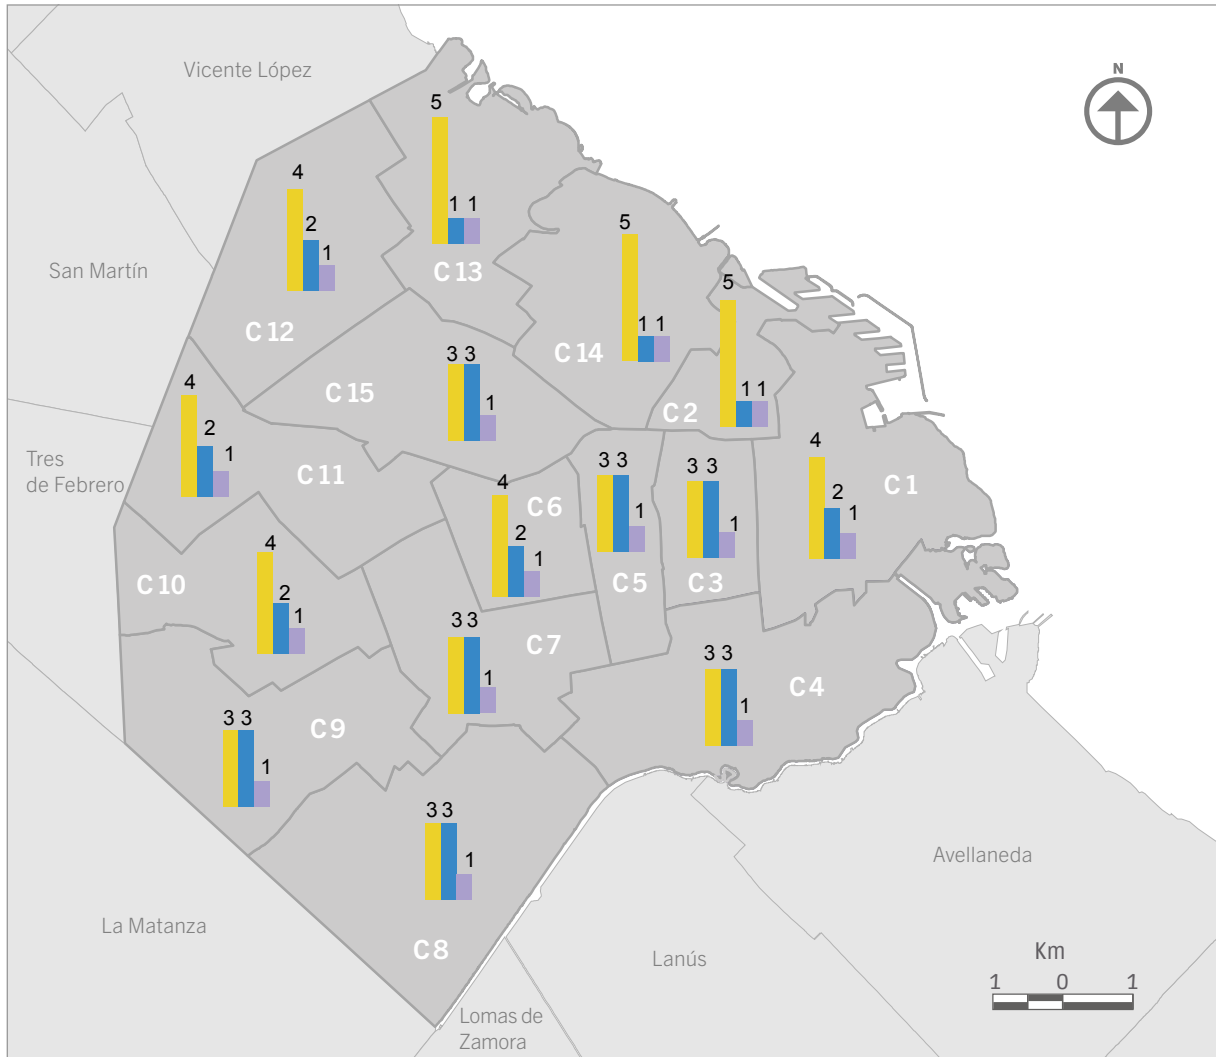 Vicente López
N
5
1 1
C 13
4
2
1
C 12
San Martín
5
1 1
C 14
5
1 1
C 2
3 3
1
C 15
4
2
1
C 11
Tres
de Febrero
4
2
1
C 1
3 3
1
C 3
3 3
1
C 5
4
2
1
C 6
4
2
1
C 10
3 3
1
C 7
3 3
1
C 4
3 3
1
C 9
3 3
1
C 8
Avellaneda
La Matanza
Lanús
Lomas de
Zamora
Km
1 0 1